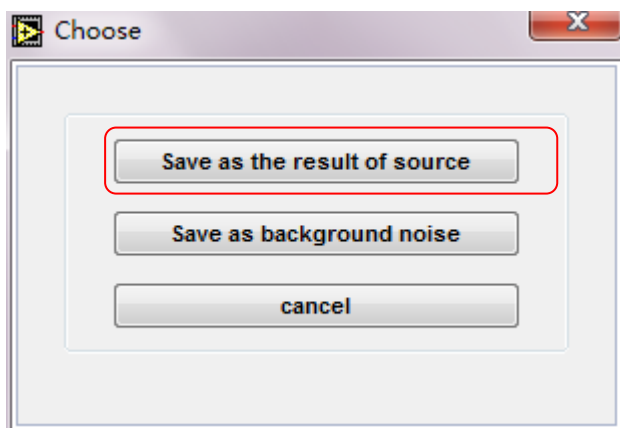 Choose
Save as the result of source
Save as background noise
cancel